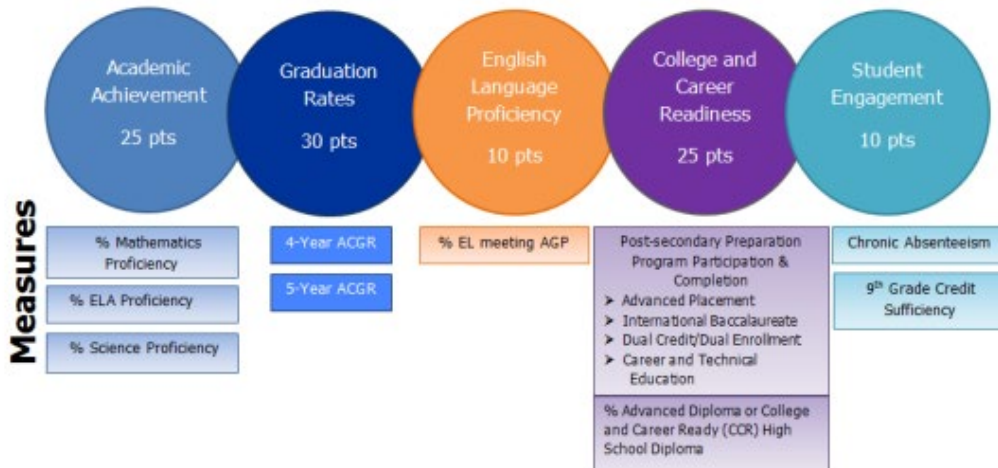 Academic
Achievement
25 pts
Graduation
Rates
30 pts
English
Language
Proficiency
10 pts
College and
Career
Readiness
25 pts
Student
Engagement
10 pts
Measures
% Mathematics
Proficiency
% ELA Proficiency
% Science Proficiency
4-Year ACGR
5-Year ACGR
% EL meeting AGP
Post-secondary Preparation
Program Participation &
Completion
➤ Advanced Placement
➤ International Baccalaureate
➤ Dual Credit/Dual Enrollment
➤ Career and Technical
Education
% Advanced Diploma or College
and Career Ready (CCR) High
School Diploma
Chronic Absenteeism
9th Grade Credit
Sufficiency